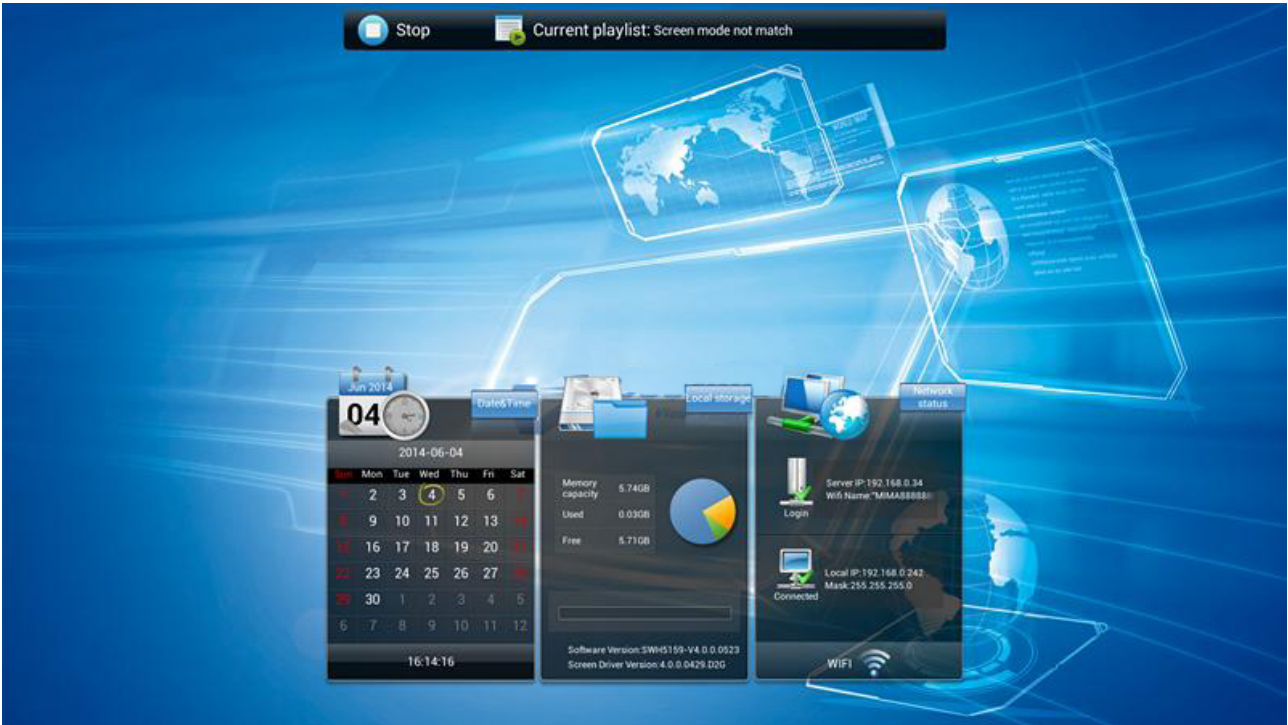 Stop
Current playlist: Screen mode not match
WORLD MAP
Jun 2014
04
Date&Time
2014-06-04
Sun Mon Tue Wed Thu Fri Sat
1 2 3 4 5 6 7
8 9 10 11 12 13 14
15 16 17 18 19 20 21
22 23 24 25 26 27 28
29 30 1 2 3 4 5
6 7 8 9 10 11 12
16:14:16
Local storage
Memory
capacity 5.74GB
Used 0.03GB
Free 5.71GB
Software Version:SWH5159-V4.0.0.0523
Screen Driver Version:4.0.0.0429.D2G
Network
status
Server IP:192.168.0.34
Wifi Name:"MIMA88888
Login
Local IP:192.168.0.242
Mask:255.255.255.0
Connected
WIFI